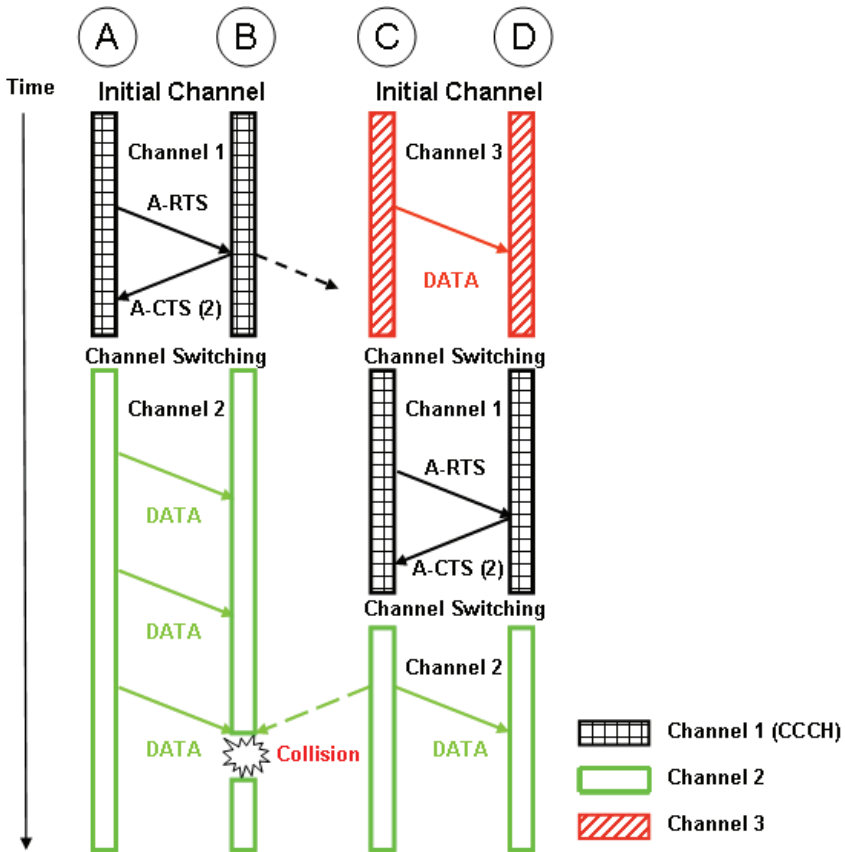 A B C D
Time
Initial Channel Initial Channel
Channel 1 Channel 3
A-RTS
DATA
A-CTS (2)
Channel Switching Channel Switching
Channel 2 Channel 1
A-RTS
DATA
A-CTS (2)
Channel Switching
DATA
Channel 2
Channel 1 (CCCH)
DATA Collision DATA
Channel 2
Channel 3